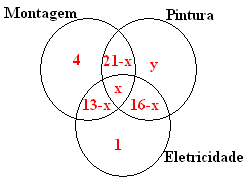 Montagem Pintura
4 21-x y
x
13-x 16-x
1
Eletricidade